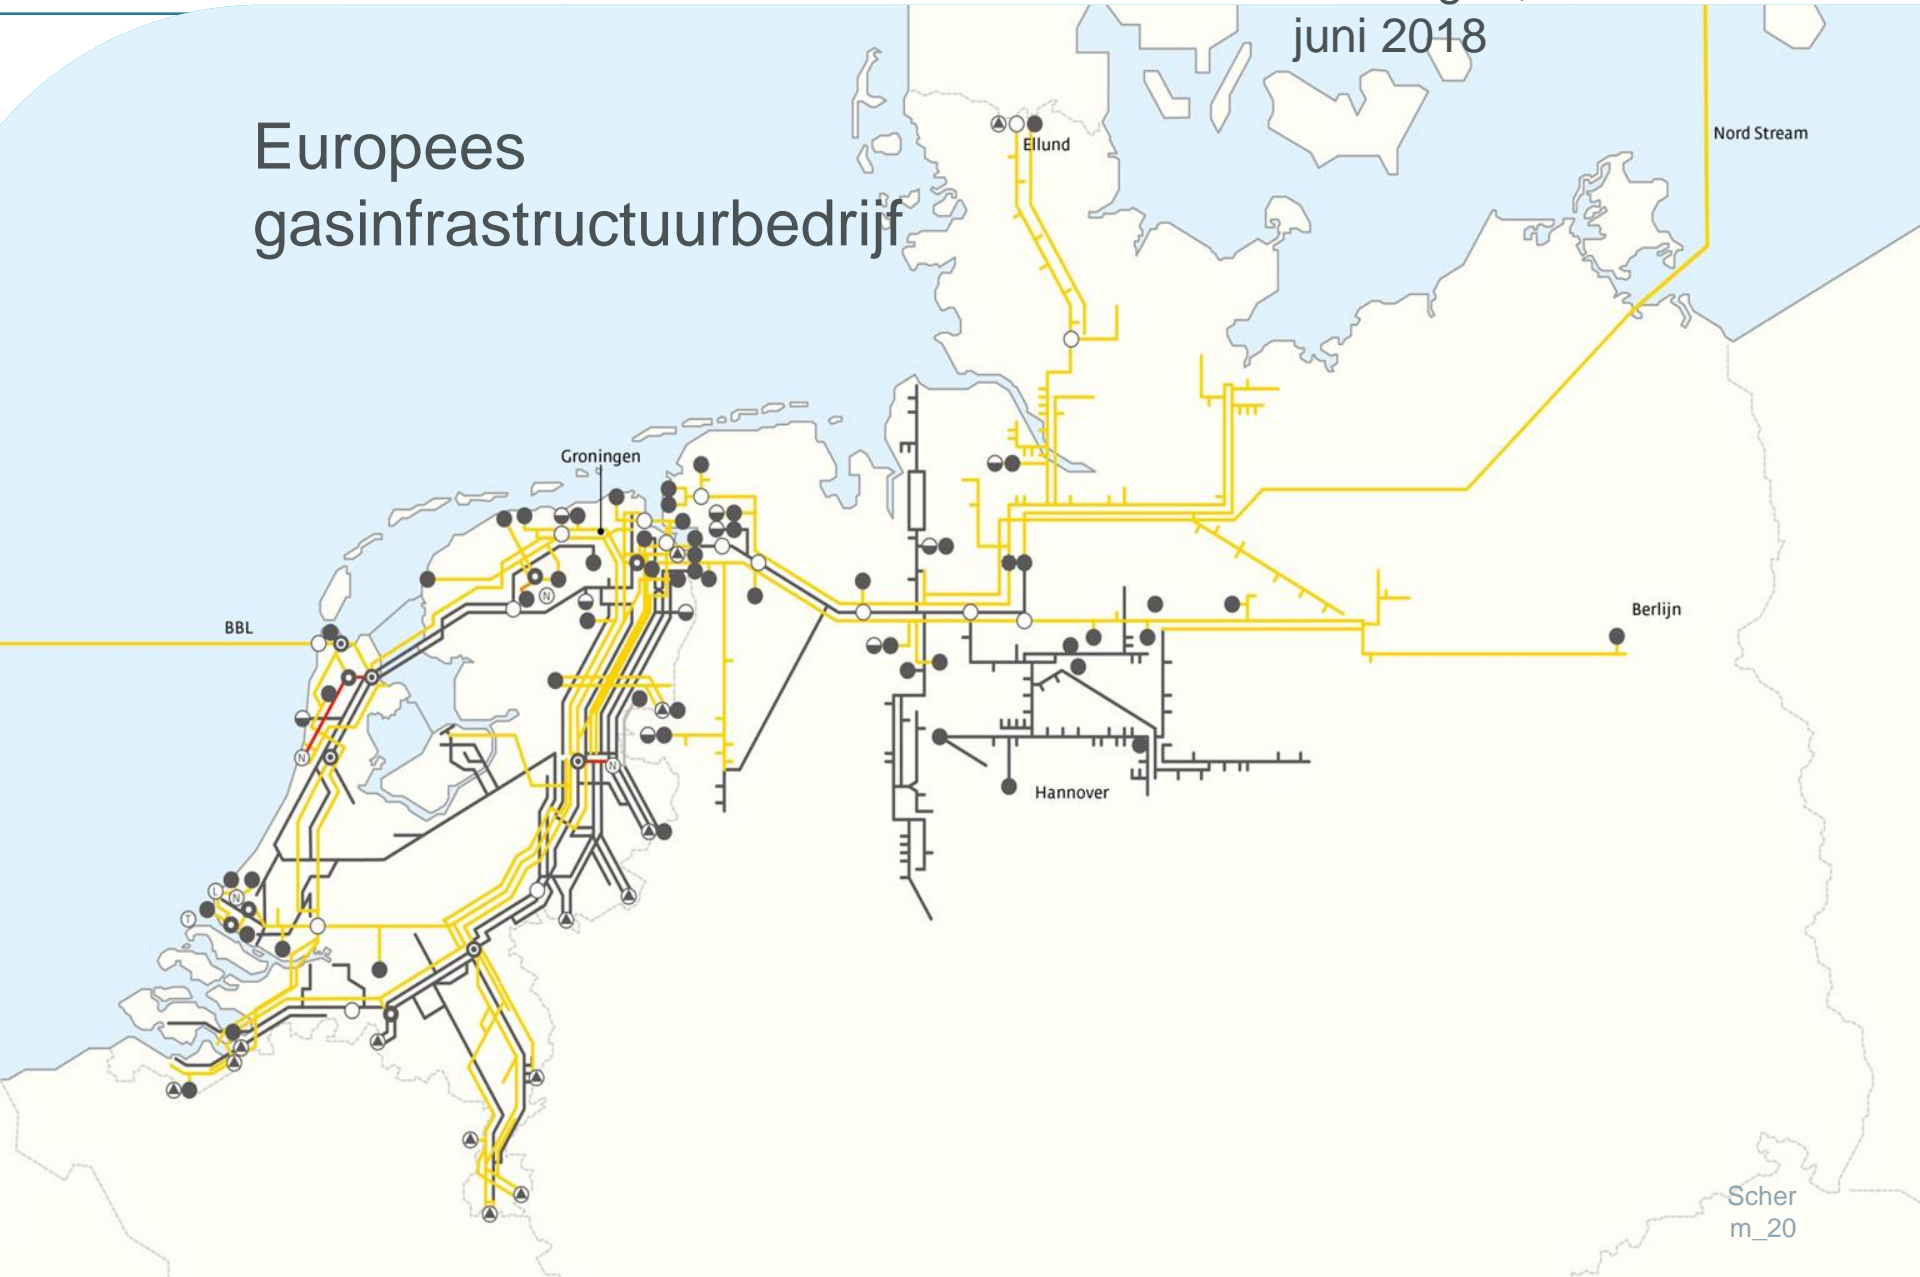 juni 2018
Europees
gasinfrastructuurbedrijf
Ellund
Nord Stream
Groningen
BBL
Berlijn
Hannover
N
N
N
L
N
T
Scher
m_20